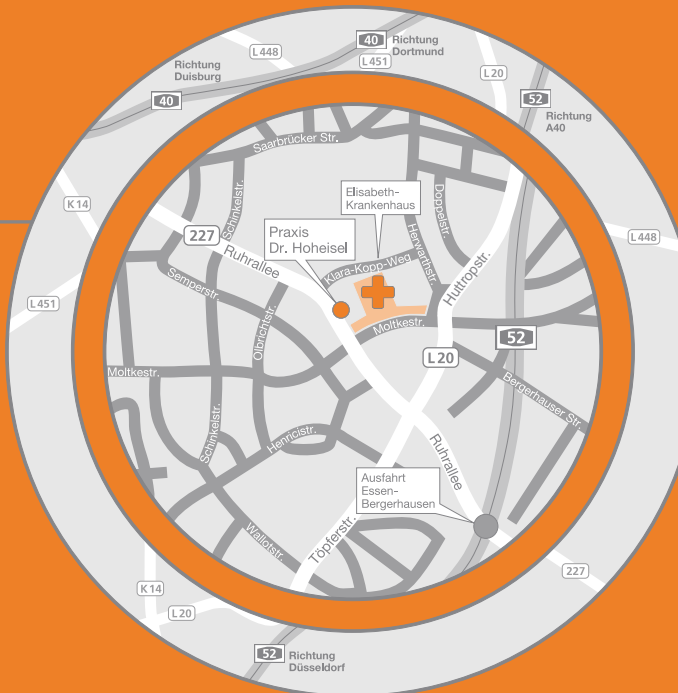 L448
40
Richtung
Dortmund
L451
Richtung
Duisburg
40
L20
52
Richtung
A40
Saarbrücker Str.
K14
Schinkelstr.
Elisabeth-
Krankenhaus
Doppelstr.
227
Praxis
Dr. Hoheisel
Herwarthstr.
L448
Ruhrallee
Klara-Kopp-Weg
Huttropstr.
Semperstr.
L451
Olbrichtstr.
Moltkestr.
52
L20
Moltkestr.
Bergerhauser Str.
Schinkelstr.
Henricistr.
Ruhrallee
Ausfahrt
Essen-
Bergerhausen
Wallotstr.
Töpferstr.
227
K14
L20
52
Richtung
Düsseldorf